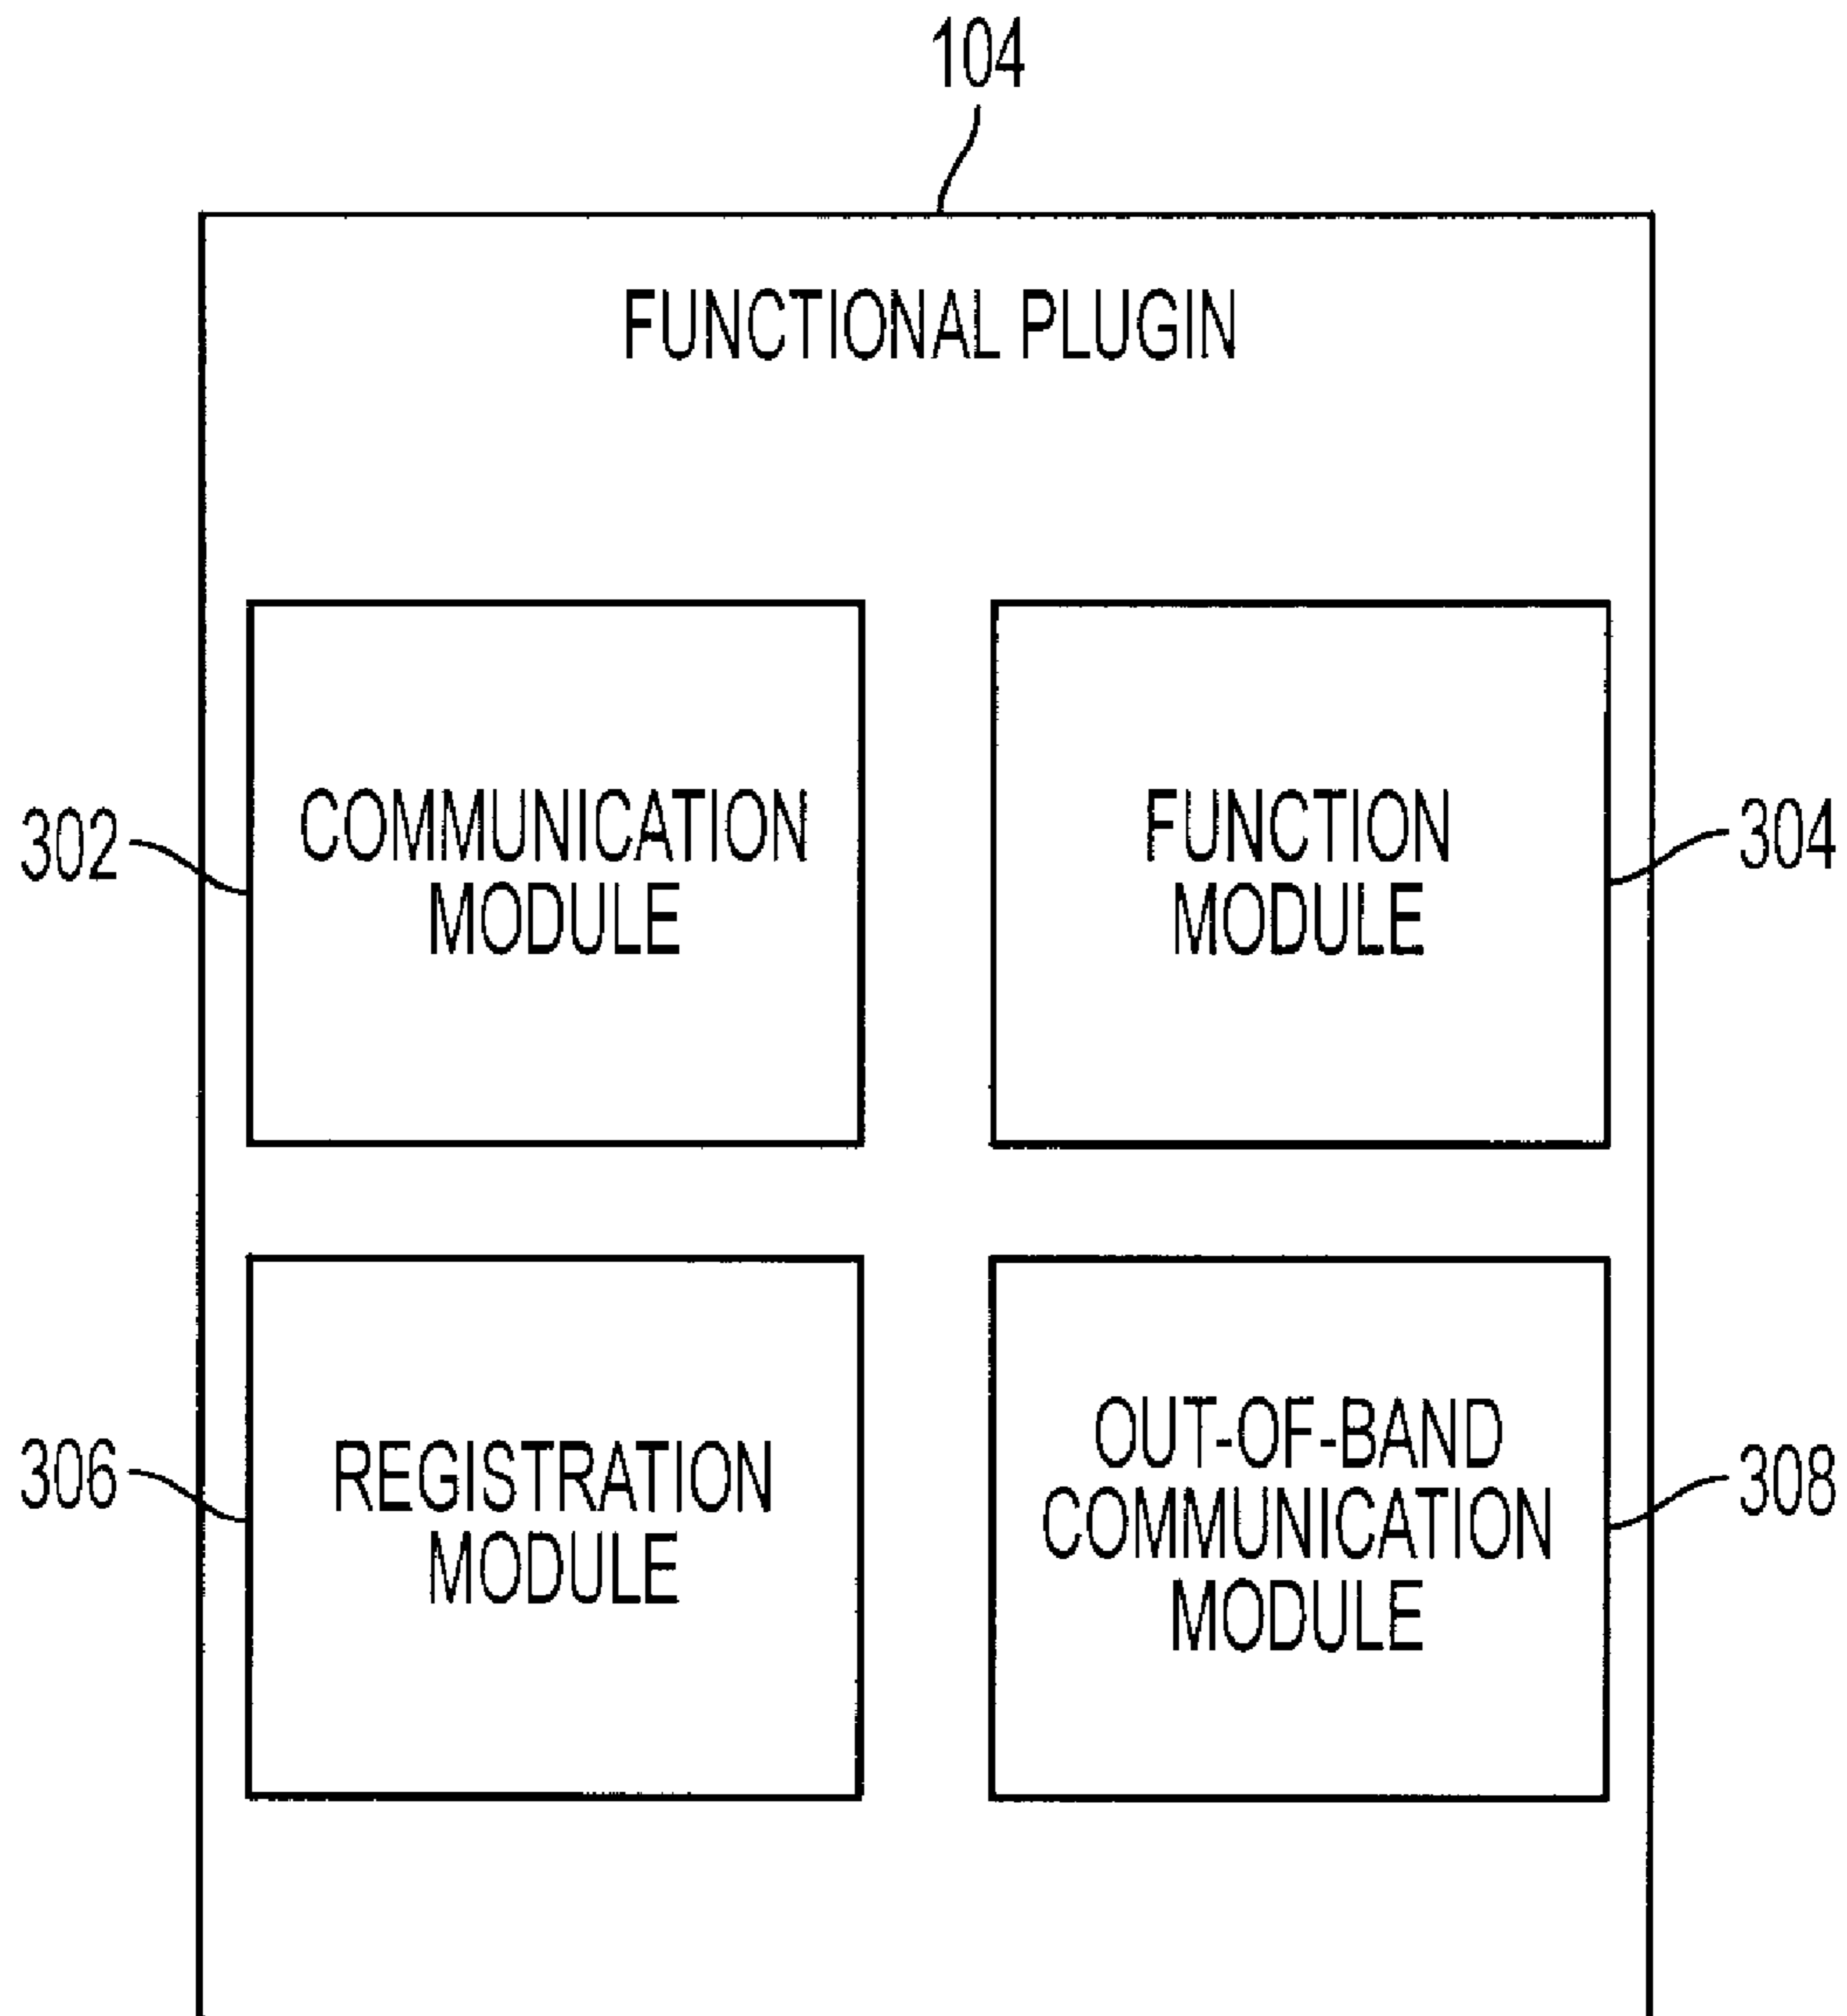 104
FUNCTIONAL PLUGIN
COMMUNICATION
MODULE
302
FUNCTION
MODULE
304
REGISTRATION
MODULE
306
OUT-OF-BAND
COMMUNICATION
MODULE
308